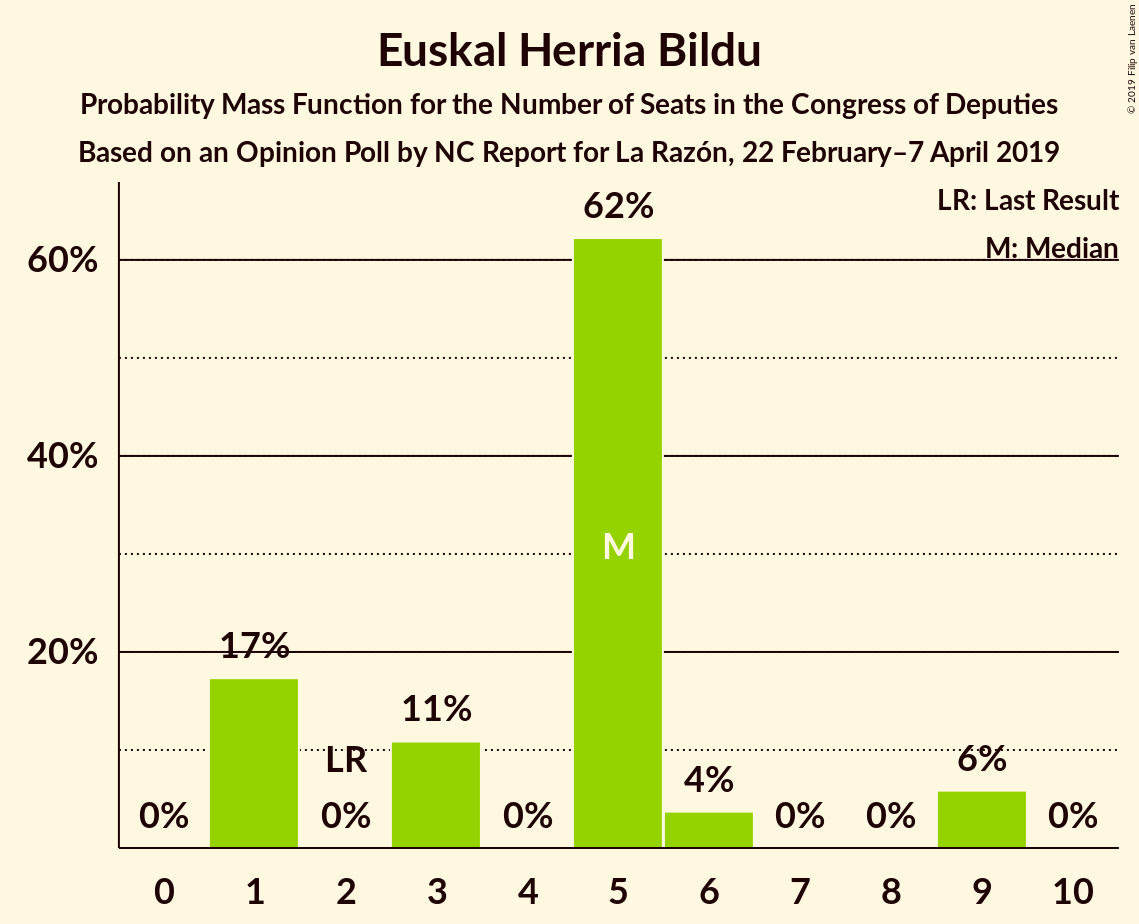 Euskal Herria Bildu
Probability Mass Function for the Number of Seats in the Congress of Deputies
Based on an Opinion Poll by NC Report for La Razón, 22 February–7 April 2019
© 2019 Filip van Laenen
LR: Last Result
M: Median
60%
40%
20%
0%
17%
LR
0%
11%
0%
62%
M
4%
0%
0%
6%
0%
0 1 2 3 4 5 6 7 8 9 10